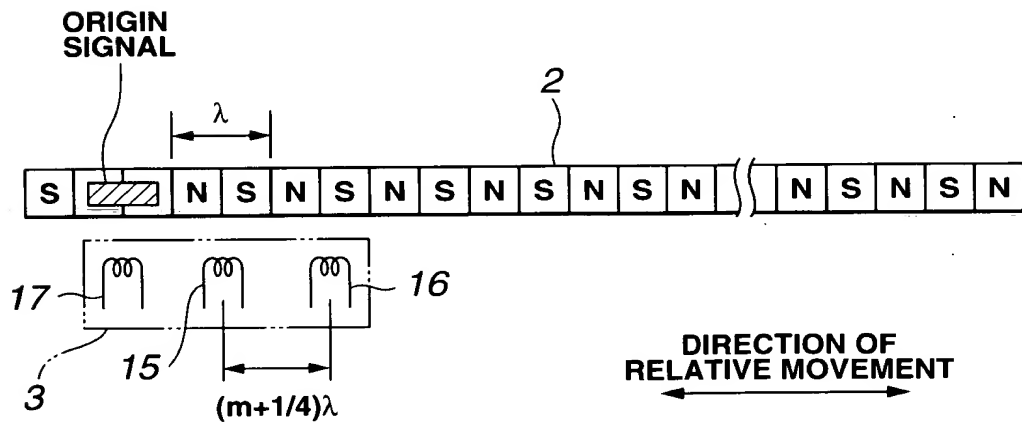 ORIGIN
SIGNAL
λ
2
S N S N S N S N S N S N N S N S N
17
15
16
3
(m+1/4)λ
DIRECTION OF
RELATIVE MOVEMENT